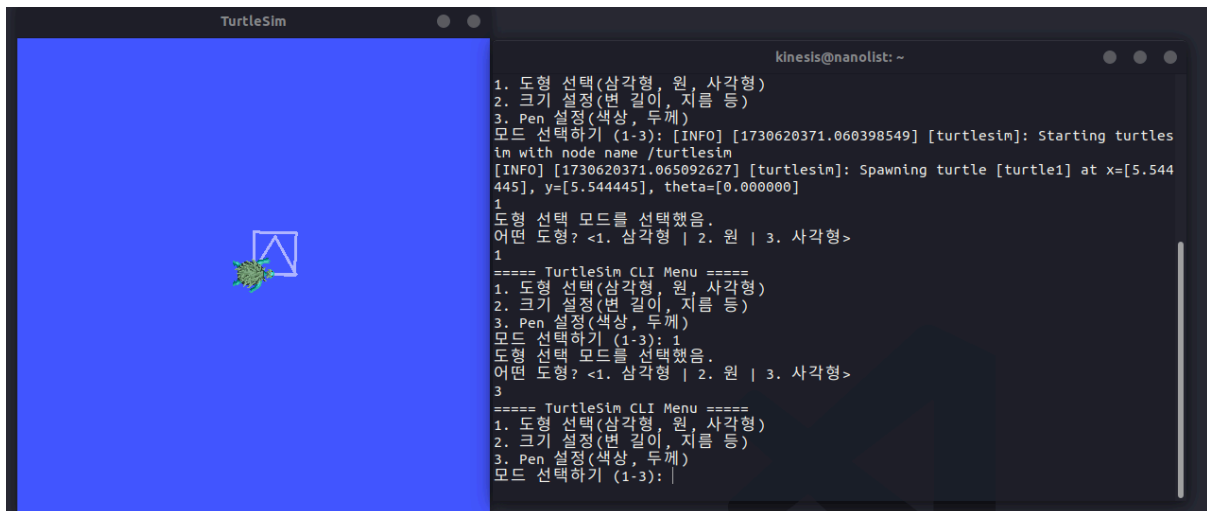 TurtleSim
kinesis@nanolist: ~
1. 도형 선택(삼각형, 원, 사각형)
2. 크기 설정(변 길이, 지름 등)
3. Pen 설정(색상, 두께)
모드 선택하기 (1-3): [INFO] [1730620371.060398549] [turtlesim]: Starting turtles
im with node name /turtlesim
[INFO] [1730620371.065092627] [turtlesim]: Spawning turtle [turtle1] at x=[5.544
445], y=[5.544445], theta=[0.000000]
1
도형 선택 모드를 선택했음.
어떤 도형? <1. 삼각형 | 2. 원 | 3. 사각형>
1
===== TurtleSim CLI Menu =====
1. 도형 선택(삼각형, 원, 사각형)
2. 크기 설정(변 길이, 지름 등)
3. Pen 설정(색상, 두께)
모드 선택하기 (1-3): 1
도형 선택 모드를 선택했음.
어떤 도형? <1. 삼각형 | 2. 원 | 3. 사각형>
3
===== TurtleSim CLI Menu =====
1. 도형 선택(삼각형, 원, 사각형)
2. 크기 설정(변 길이, 지름 등)
3. Pen 설정(색상, 두께)
모드 선택하기 (1-3):